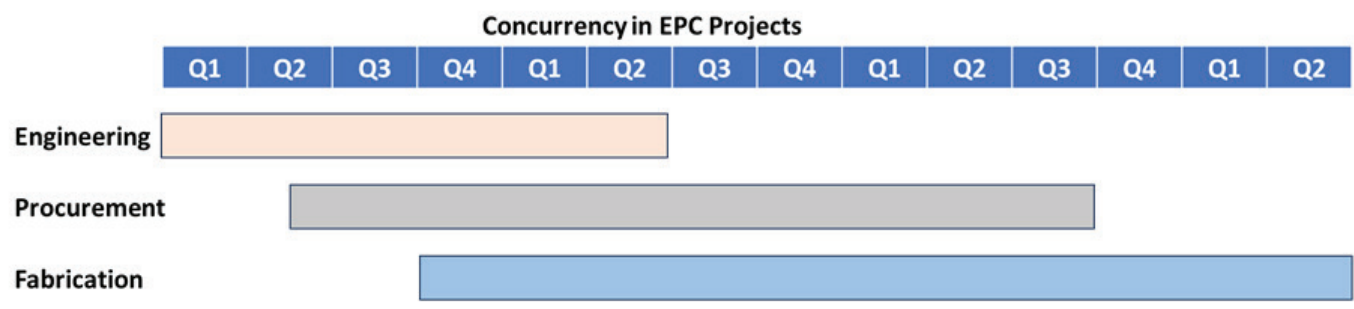 Concurrency in EPC Projects
Q1 Q2 Q3 Q4 Q1 Q2 Q3 Q4 Q1 Q2 Q3 Q4 Q1 Q2
Engineering
Procurement
Fabrication